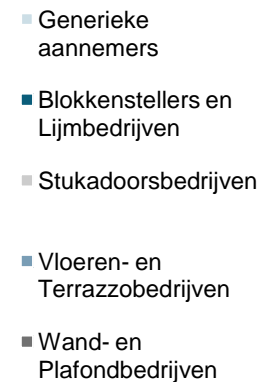 Generieke
aannemers
Blokkenstellers en
Lijmbedrijven
Stukadoorsbedrijven
Vloeren- en
Terrazzobedrijven
Wand- en
Plafondbedrijven